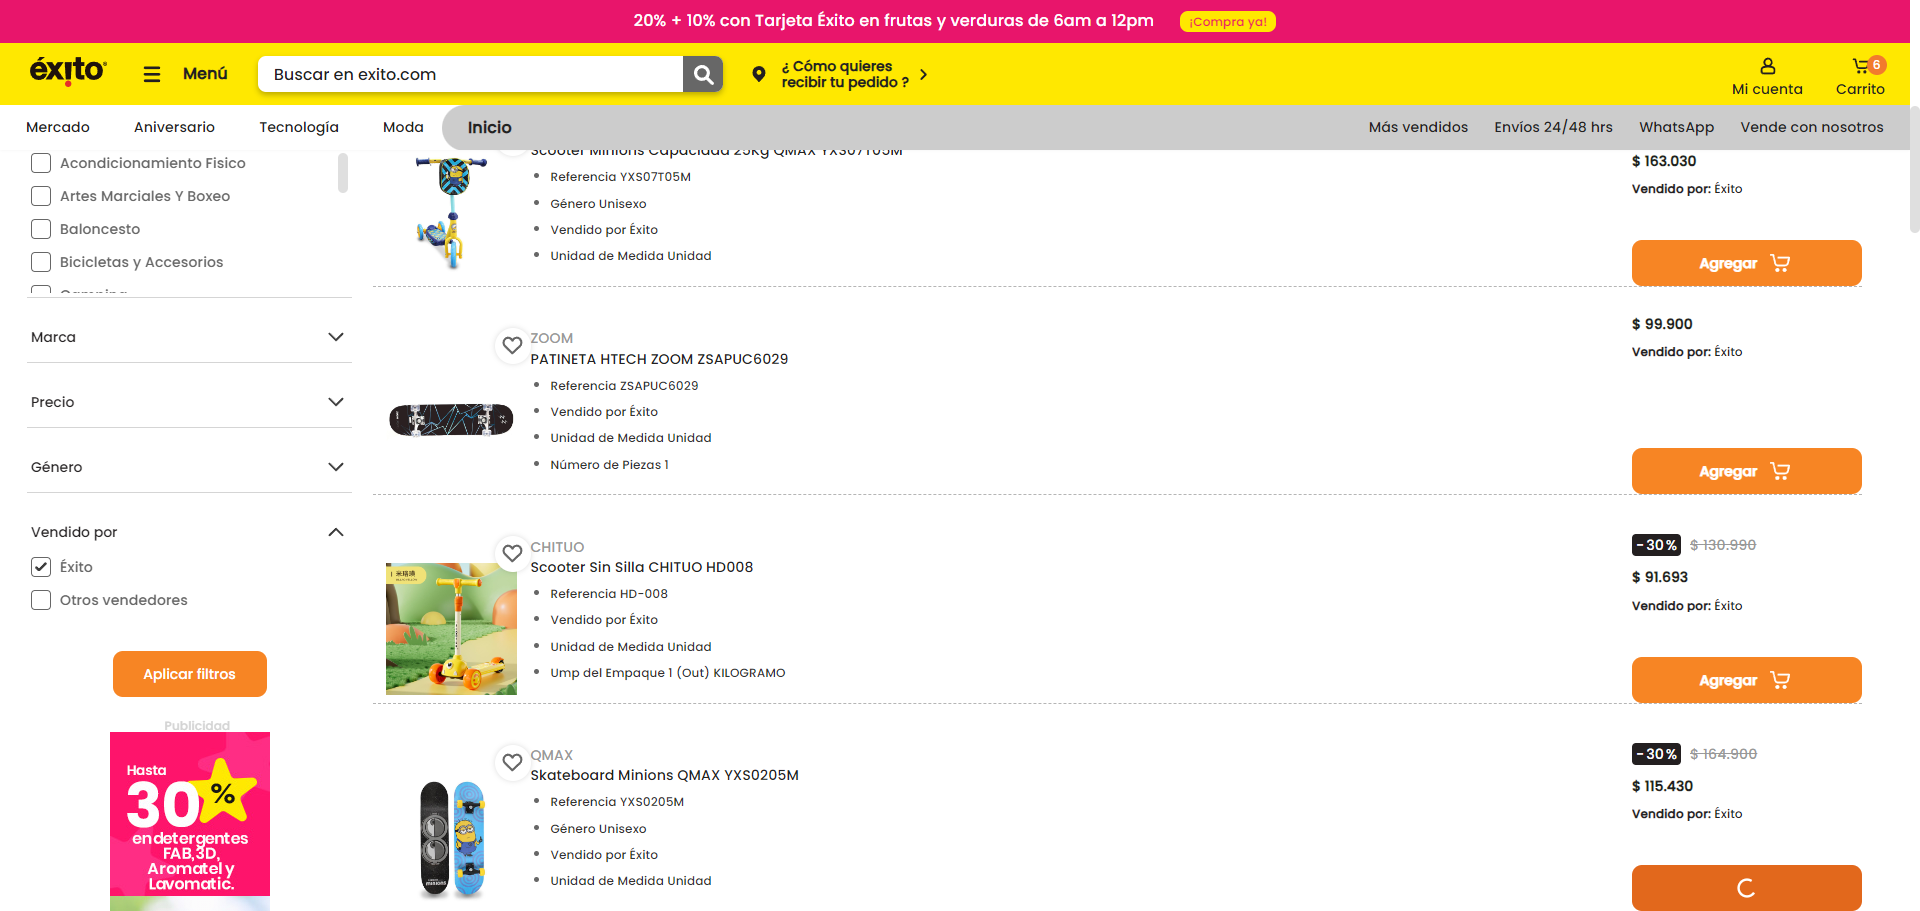 20% + 10% con Tarjeta Éxito en frutas y verduras de 6am a 12pm
¡Compra ya!
éxito
Menú
Buscar en exito.com
¿ Cómo quieres
recibir tu pedido ?
Mi cuenta
6
Carrito
Mercado
Aniversario
Tecnología
Moda
Inicio
Más vendidos
Envíos 24/48 hrs
WhatsApp
Vende con nosotros
Acondicionamiento Fisico
Artes Marciales Y Boxeo
Baloncesto
Bicicletas y Accesorios
Camping
Marca
Precio
Género
Vendido por
Éxito
Otros vendedores
Aplicar filtros
Publicidad
Hasta
30%
en detergentes
FAB,3D,
Aromatel y
Lavomatic.
Scooter Minions Capacidad 25Kg QMAX YXS07T05M
Referencia YXS07T05M
Género Unisexo
Vendido por Éxito
Unidad de Medida Unidad
$ 163.030
Vendido por: Éxito
Agregar
ZOOM
PATINETA HTECH ZOOM ZSAPUC6029
Referencia ZSAPUC6029
Vendido por Éxito
Unidad de Medida Unidad
Número de Piezas 1
$ 99.900
Vendido por: Éxito
Agregar
CHITUO
Scooter Sin Silla CHITUO HD008
Referencia HD-008
Vendido por Éxito
Unidad de Medida Unidad
Ump del Empaque 1 (Out) KILOGRAMO
-30%
$ 130.990
$ 91.693
Vendido por: Éxito
Agregar
QMAX
Skateboard Minions QMAX YXS0205M
Referencia YXS0205M
Género Unisexo
Vendido por Éxito
Unidad de Medida Unidad
-30%
$ 164.900
$ 115.430
Vendido por: Éxito